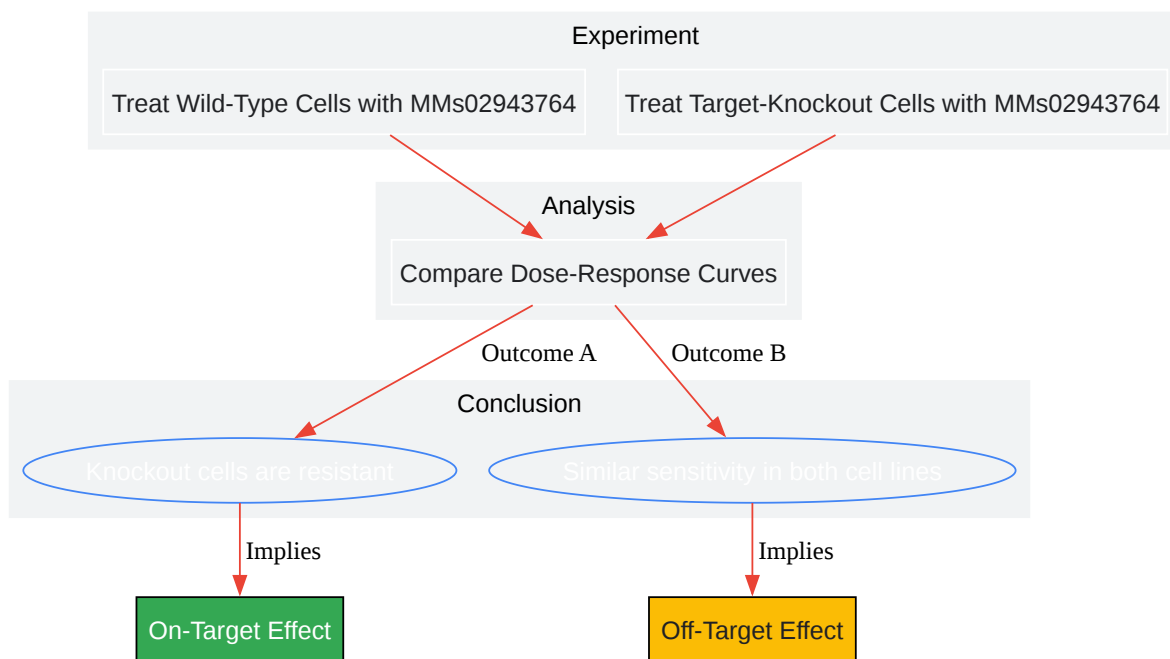 Experiment
Treat Wild-Type Cells with MMs02943764
Treat Target-Knockout Cells with MMs02943764
Analysis
Compare Dose-Response Curves
Outcome A
Outcome B
Conclusion
Knockout cells are resistant
Similar sensitivity in both cell lines
Implies
Implies
On-Target Effect
Off-Target Effect